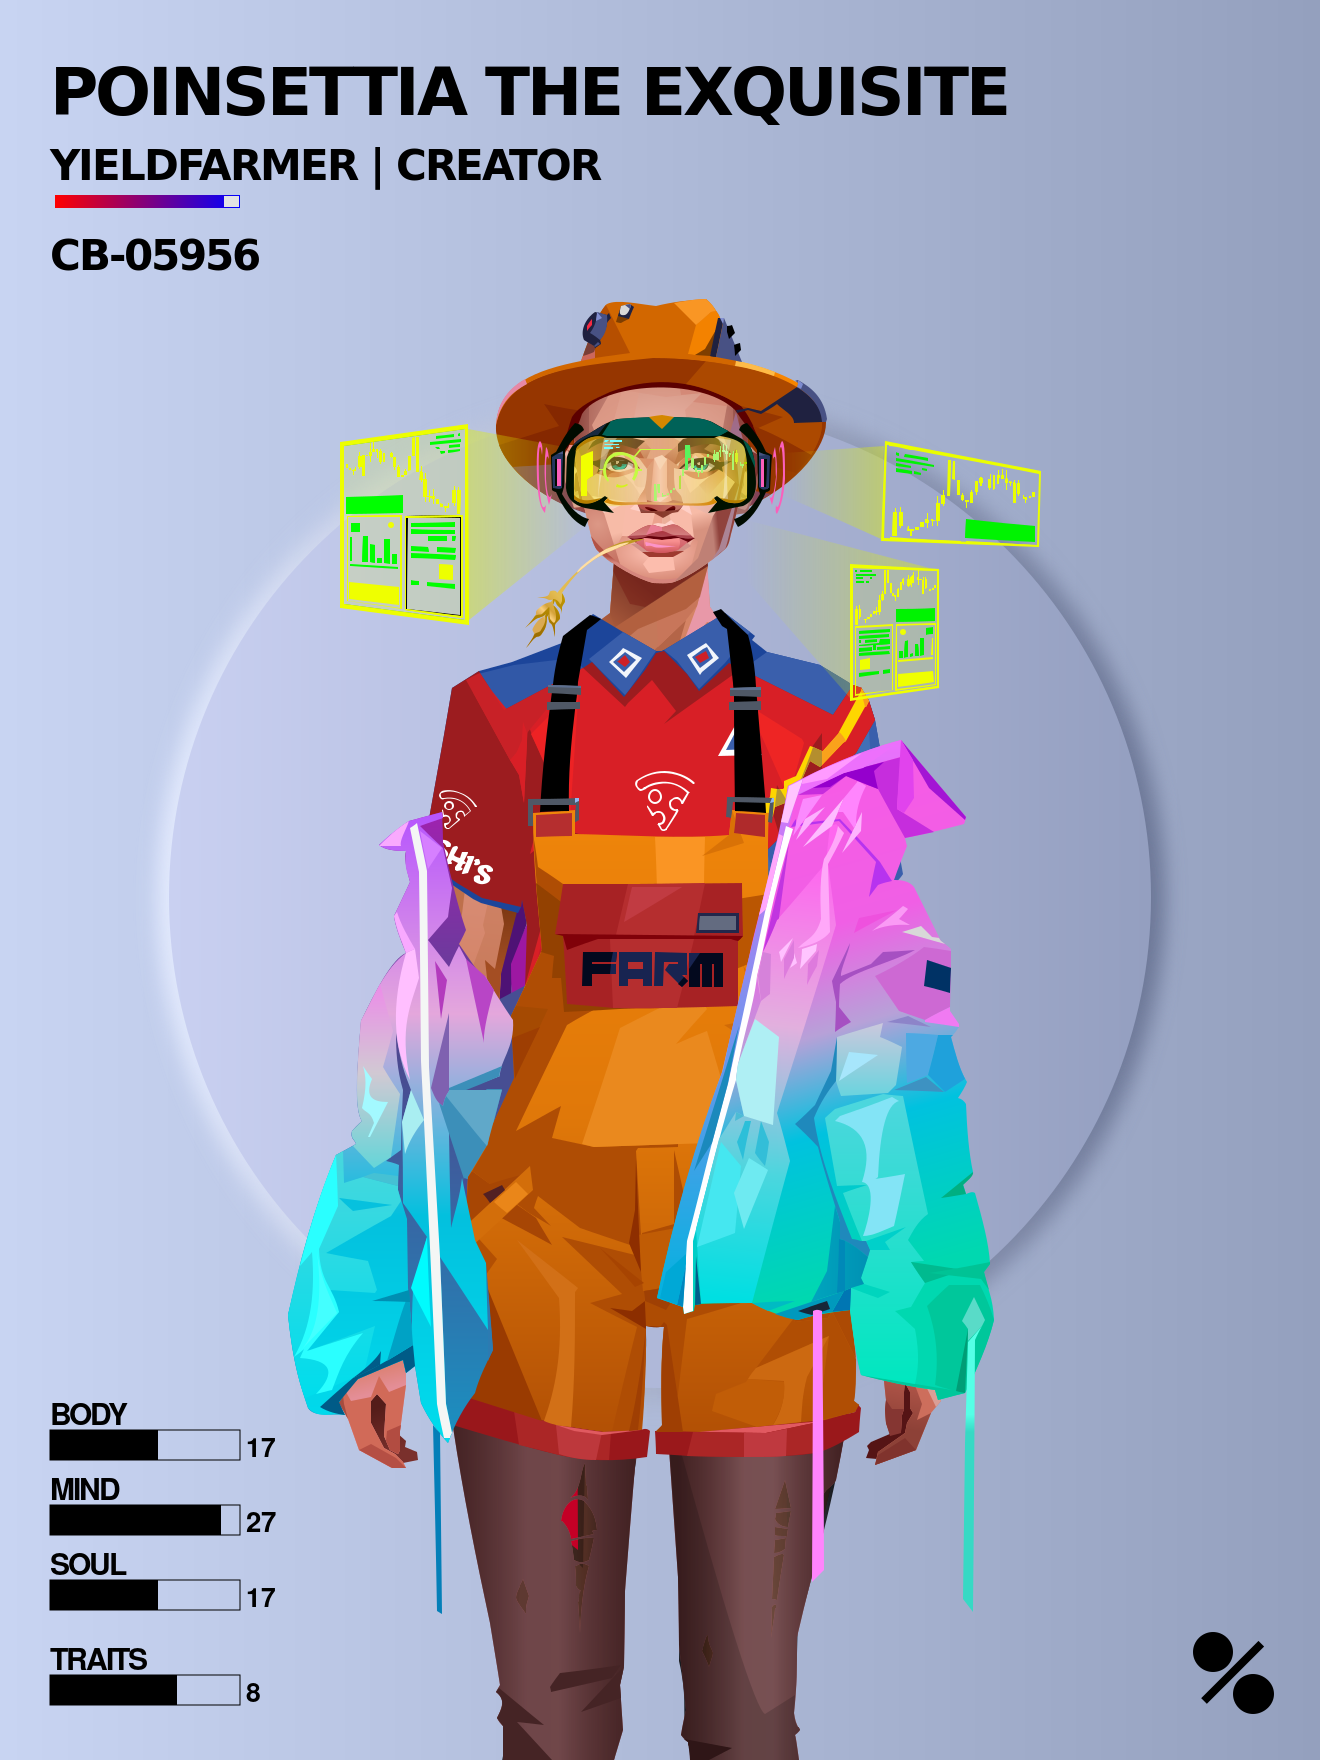 POINSETTIA THE EXQUISITE
YIELDFARMER | CREATOR
CB-05956
FARM
BODY
17
MIND
27
SOUL
17
TRAITS
8